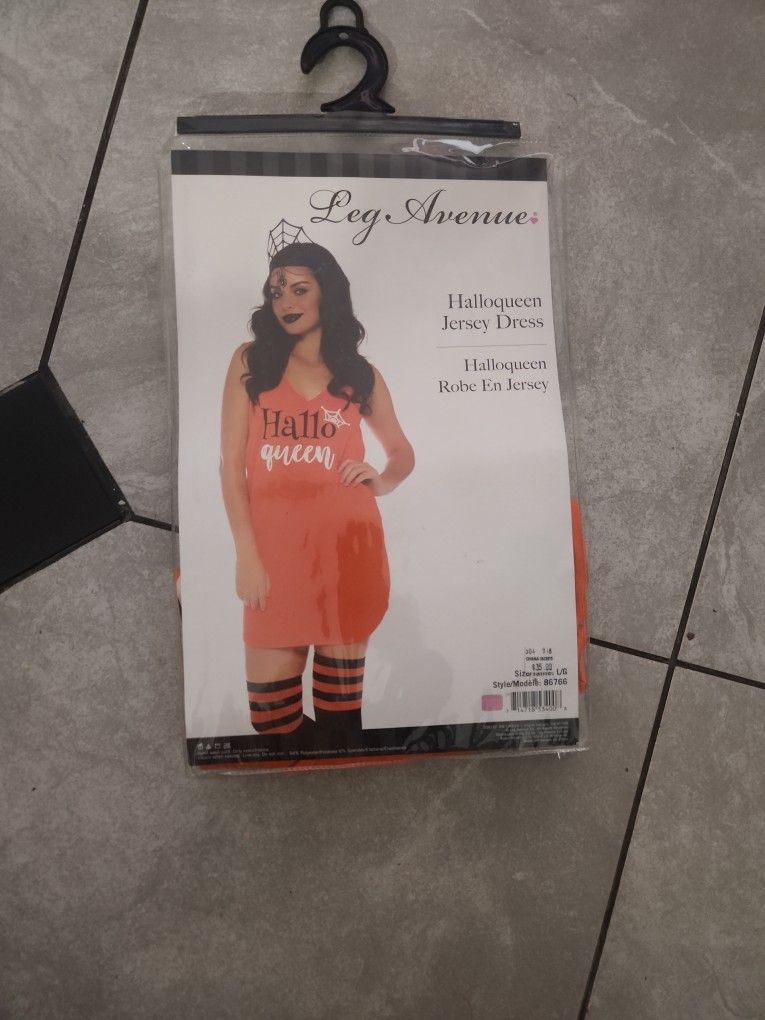 Leg Avenue
Halloqueen
Jersey Dress
Halloqueen
Robe En Jersey
Hallo
queen
$35.00
L/G
Style/Modèle: 86766